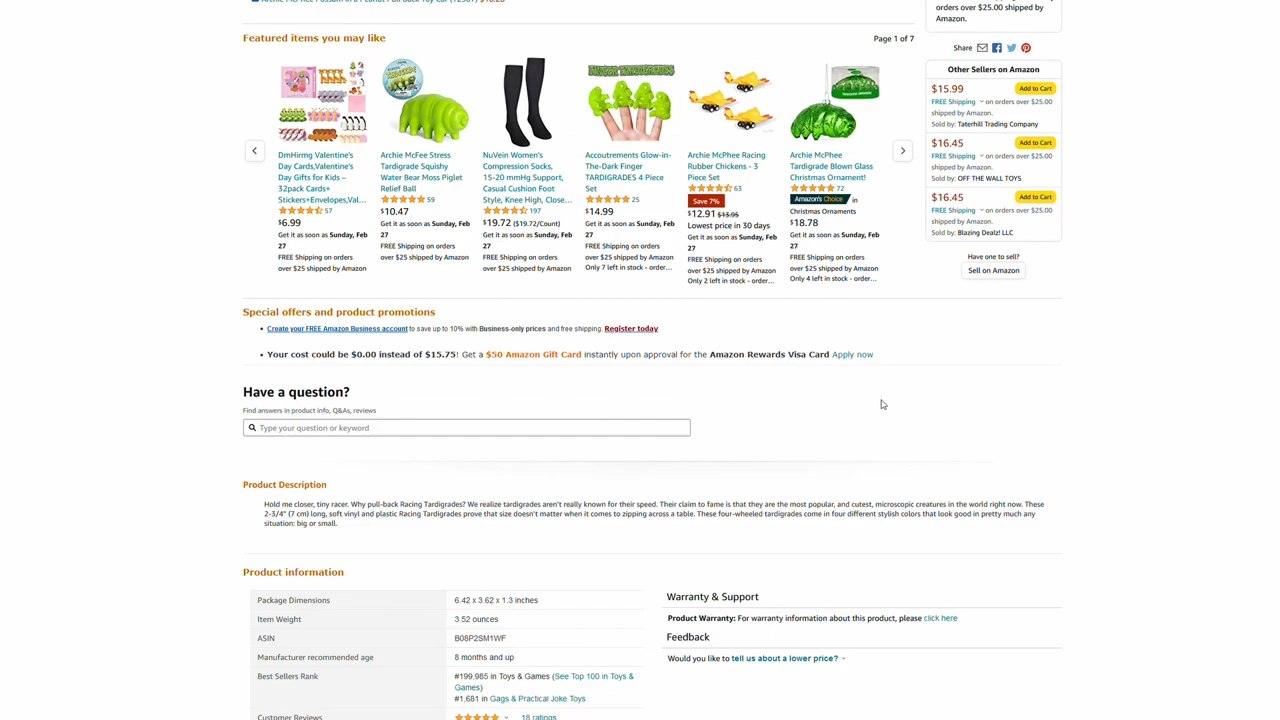 orders over $25.00 shipped by
Amazon.
Featured items you may like
Page 1 of 7
Share
Other Sellers on Amazon
$15.99
Add to Cart
FREE Shipping on orders over $25.00
shipped by Amazon.
Sold by: Taterhill Trading Company
$16.45
Add to Cart
FREE Shipping on orders over $25.00
shipped by Amazon.
Sold by: OFF THE WALL TOYS
$16.45
Add to Cart
FREE Shipping on orders over $25.00
shipped by Amazon.
Sold by: Blazing Dealz! LLC
Have one to sell?
Sell on Amazon
DmHirmg Valentine's
Day Cards,Valentine's
Day Gifts for Kids –
32pack Cards+
Stickers+Envelopes,Val...
57
$6.99
Get it as soon as Sunday, Feb
27
FREE Shipping on orders
over $25 shipped by Amazon
Archie McFee Stress
Tardigrade Squishy
Water Bear Moss Piglet
Relief Ball
59
$10.47
Get it as soon as Sunday, Feb
27
FREE Shipping on orders
over $25 shipped by Amazon
NuVein Women's
Compression Socks,
15-20 mmHg Support,
Casual Cushion Foot
Style, Knee High, Close...
197
$19.72 ($19.72/Count)
Get it as soon as Sunday, Feb
27
FREE Shipping on orders
over $25 shipped by Amazon
FINGER TARDIGRADES
Accoutrements Glow-in-
The-Dark Finger
TARDIGRADES 4 Piece
Set
25
$14.99
Get it as soon as Sunday, Feb
27
FREE Shipping on orders
over $25 shipped by Amazon
Only 7 left in stock - order...
Archie McPhee Racing
Rubber Chickens - 3
Piece Set
63
Save 7%
$12.91 $13.95
Lowest price in 30 days
Get it as soon as Sunday, Feb
27
FREE Shipping on orders
over $25 shipped by Amazon
Only 2 left in stock - order...
Archie McPhee
Tardigrade Blown Glass
Christmas Ornament!
72
Amazon's Choice in
Christmas Ornaments
$18.78
Get it as soon as Sunday, Feb
27
FREE Shipping on orders
over $25 shipped by Amazon
Only 4 left in stock - order...
Special offers and product promotions
Create your FREE Amazon Business account to save up to 10% with Business-only prices and free shipping. Register today
Your cost could be $0.00 instead of $15.75! Get a $50 Amazon Gift Card instantly upon approval for the Amazon Rewards Visa Card Apply now
Have a question?
Find answers in product info, Q&As, reviews
Type your question or keyword
Product Description
Hold me closer, tiny racer. Why pull-back Racing Tardigrades? We realize tardigrades aren't really known for their speed. Their claim to fame is that they are the most popular, and cutest, microscopic creatures in the world right now. These
2-3/4" (7 cm) long, soft vinyl and plastic Racing Tardigrades prove that size doesn't matter when it comes to zipping across a table. These four-wheeled tardigrades come in four different stylish colors that look good in pretty much any
situation: big or small.
Product information
Package Dimensions 6.42 x 3.62 x 1.3 inches
Item Weight 3.52 ounces
ASIN B08P2SM1WF
Manufacturer recommended age 8 months and up
Best Sellers Rank #199,985 in Toys & Games (See Top 100 in Toys &
Games)
#1,681 in Gags & Practical Joke Toys
Customer Reviews 18 ratings
Warranty & Support
Product Warranty: For warranty information about this product, please click here
Feedback
Would you like to tell us about a lower price?